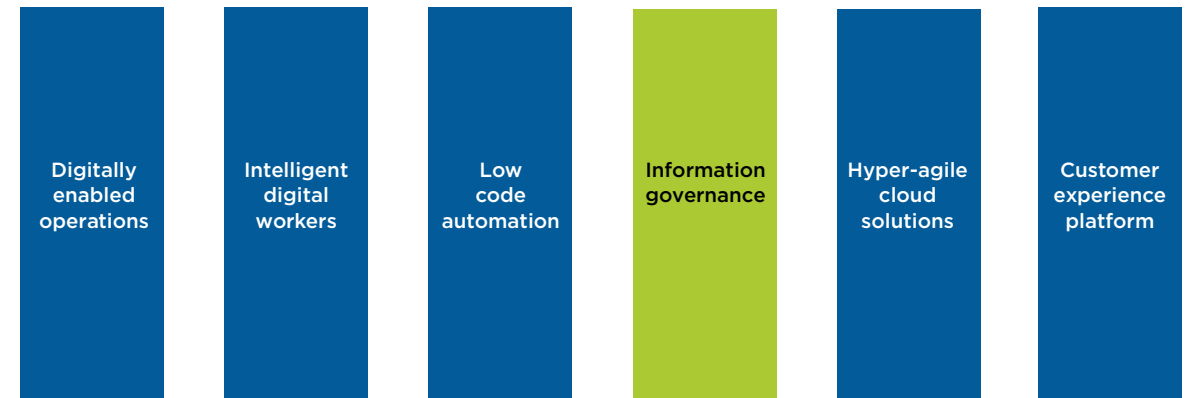 Digitally
enabled
operations
Intelligent
digital
workers
Low
code
automation
Information
governance
Hyper-agile
cloud
solutions
Customer
experience
platform